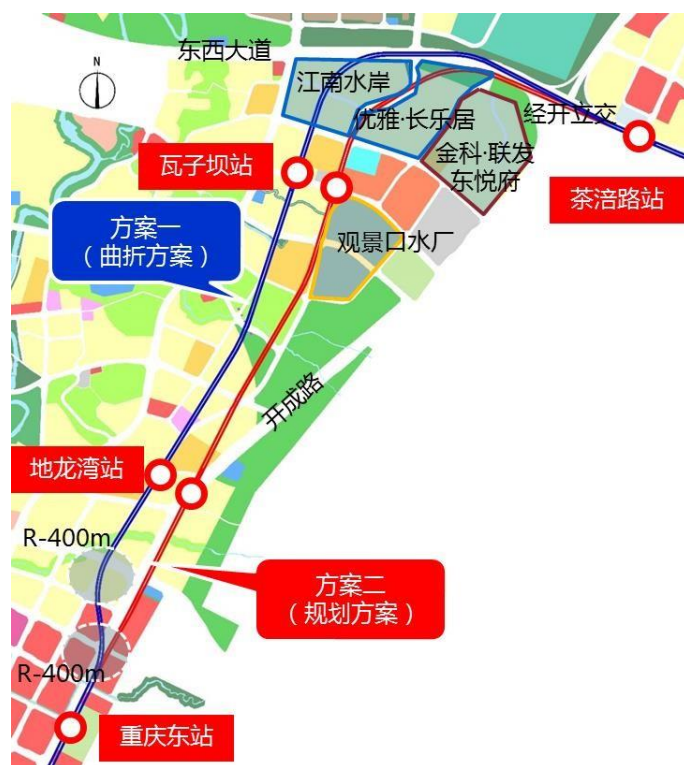 东西大道
N
江南水岸
优雅·长乐居
经开立交
金科·联发
东悦府
瓦子坝站
茶涪路站
方案一
（曲折方案）
观景口水厂
开成路
地龙湾站
R-400m
方案二
（规划方案）
R-400m
重庆东站